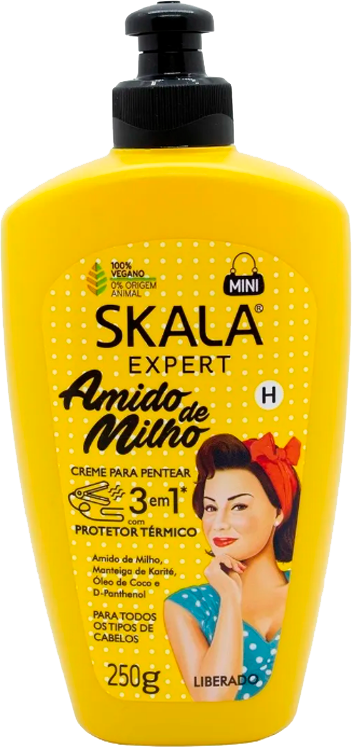 100%
VEGANO
0% ORIGEM
ANIMAL
MINI
SKALA®
EXPERT
Amido de
Milho
H
CREME PARA PENTEAR
3 em 1*
com
PROTETOR TÉRMICO
Amido de Milho,
Manteiga de Karité,
Óleo de Coco e
D-Panthenol
PARA TODOS
OS TIPOS DE
CABELOS
250g
LIBERADO